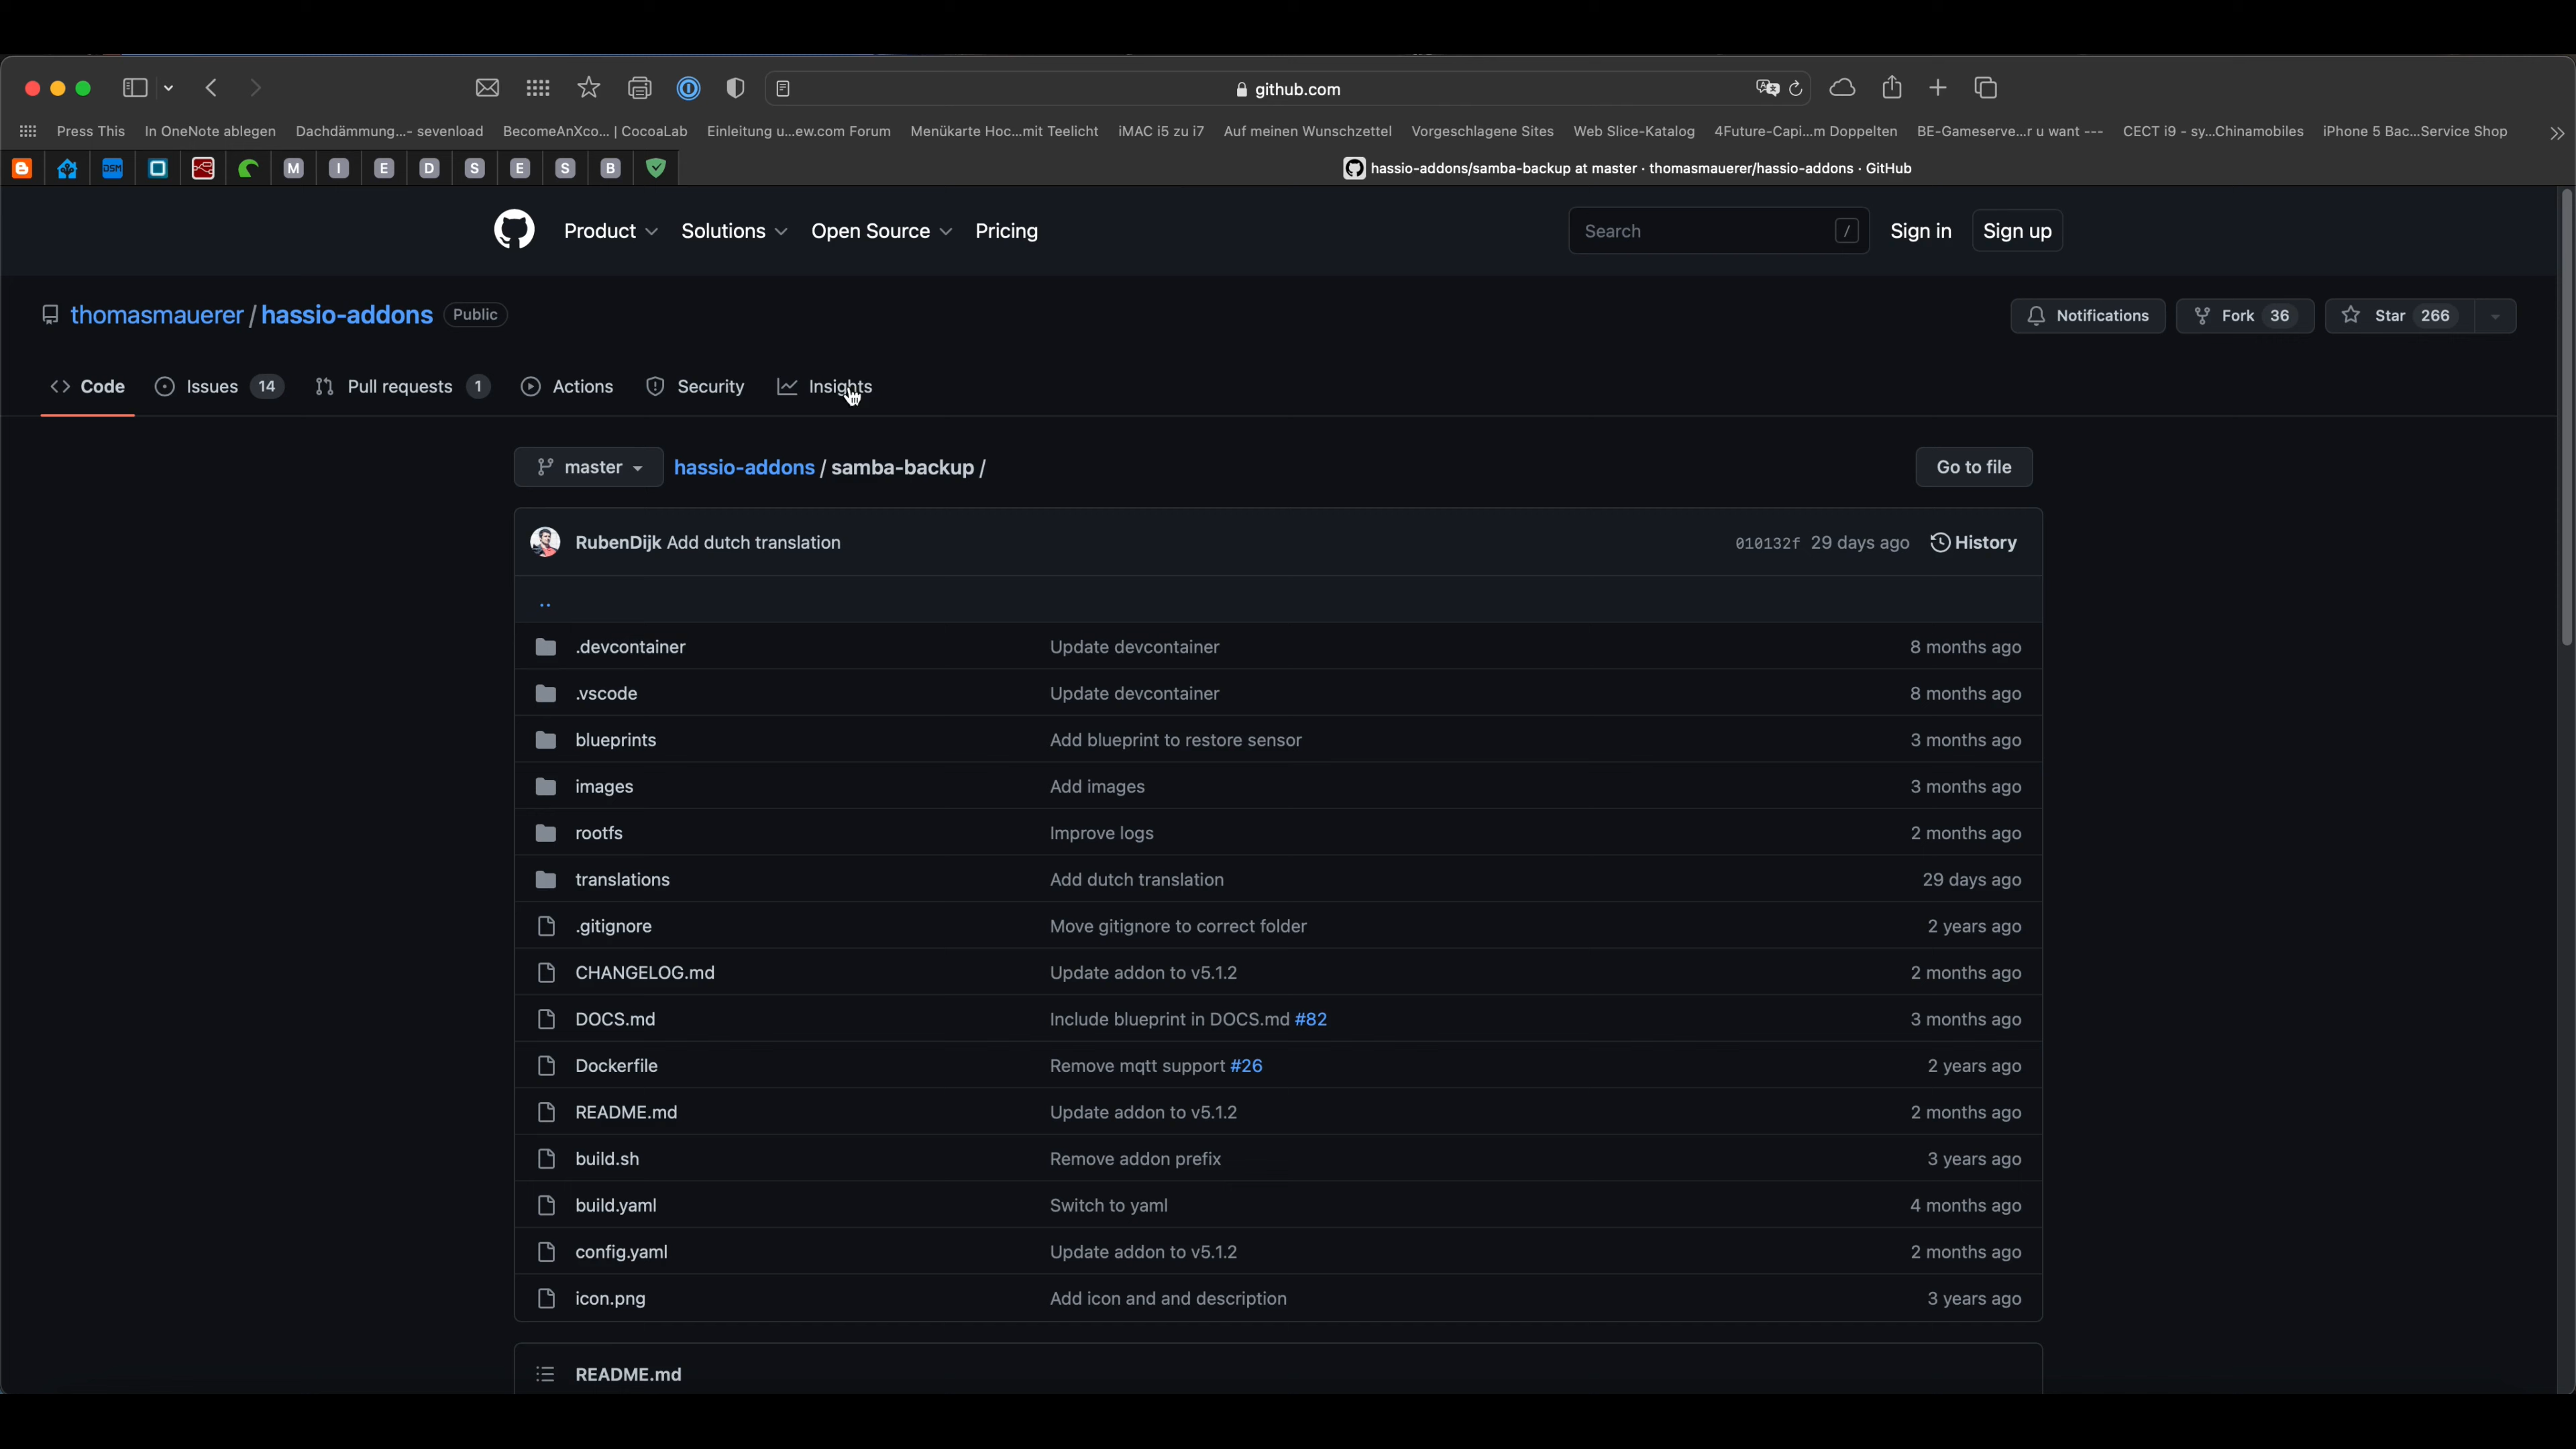 github.com
Press This In OneNote ablegen Dachdämmung...- sevenload BecomeAnXco... | CocoaLab Einleitung u...ew.com Forum Menükarte Hoc...mit Teelicht iMAC i5 zu i7 Auf meinen Wunschzettel Vorgeschlagene Sites Web Slice-Katalog 4Future-Capi...m Doppelten BE-Gameserve...r u want --- CECT i9 - sy...Chinamobiles iPhone 5 Bac...Service Shop
DSM M I E D S E S B hassio-addons/samba-backup at master · thomasmauerer/hassio-addons · GitHub
Product Solutions Open Source Pricing Search / Sign in Sign up
thomasmauerer / hassio-addons Public Notifications Fork 36 Star 266
Code Issues 14 Pull requests 1 Actions Security Insights
master hassio-addons / samba-backup / Go to file
RubenDijk Add dutch translation 010132f 29 days ago History
..
.devcontainer Update devcontainer 8 months ago
.vscode Update devcontainer 8 months ago
blueprints Add blueprint to restore sensor 3 months ago
images Add images 3 months ago
rootfs Improve logs 2 months ago
translations Add dutch translation 29 days ago
.gitignore Move gitignore to correct folder 2 years ago
CHANGELOG.md Update addon to v5.1.2 2 months ago
DOCS.md Include blueprint in DOCS.md #82 3 months ago
Dockerfile Remove mqtt support #26 2 years ago
README.md Update addon to v5.1.2 2 months ago
build.sh Remove addon prefix 3 years ago
build.yaml Switch to yaml 4 months ago
config.yaml Update addon to v5.1.2 2 months ago
icon.png Add icon and and description 3 years ago
README.md